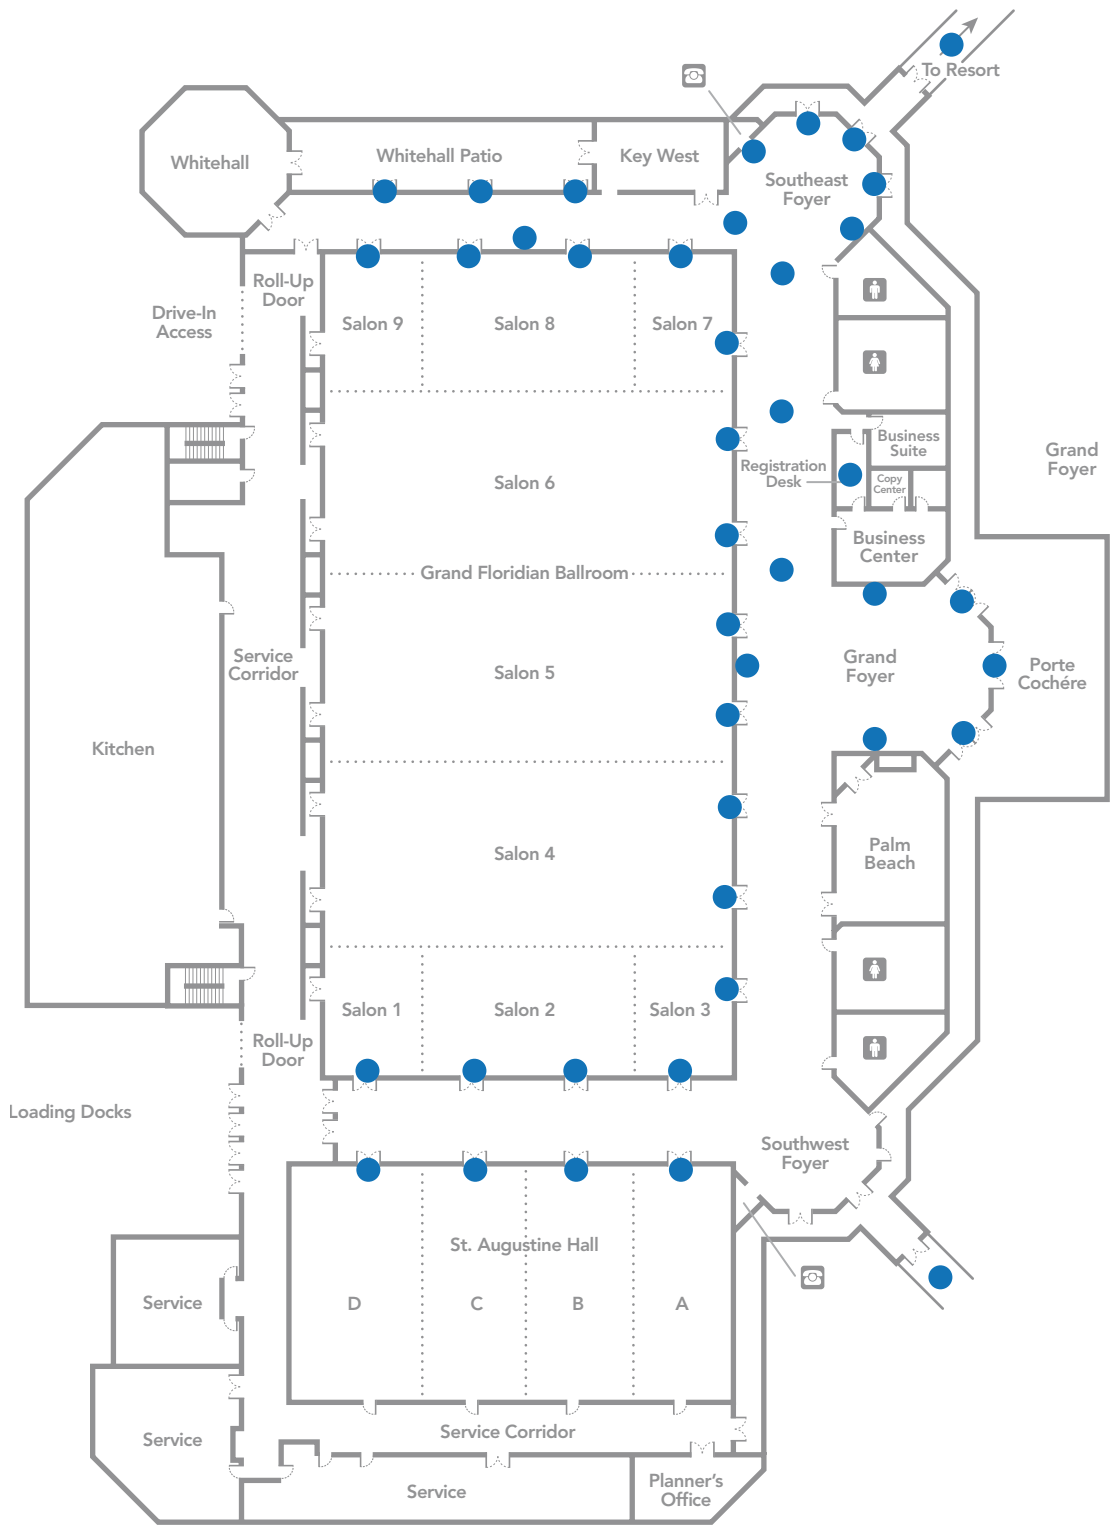 To Resort
Whitehall
Whitehall Patio
Key West
Southeast
Foyer
Roll-Up
Door
Drive-In
Access
Salon 9
Salon 8
Salon 7
Business
Suite
Grand
Foyer
Registration
Desk
Copy
Center
Salon 6
Business
Center
Grand Floridian Ballroom
Service
Corridor
Salon 5
Grand
Foyer
Porte
Cochére
Kitchen
Salon 4
Palm
Beach
Salon 1
Salon 2
Salon 3
Roll-Up
Door
Loading Docks
Southwest
Foyer
St. Augustine Hall
Service
D
C
B
A
Service
Service Corridor
Service
Planner's
Office